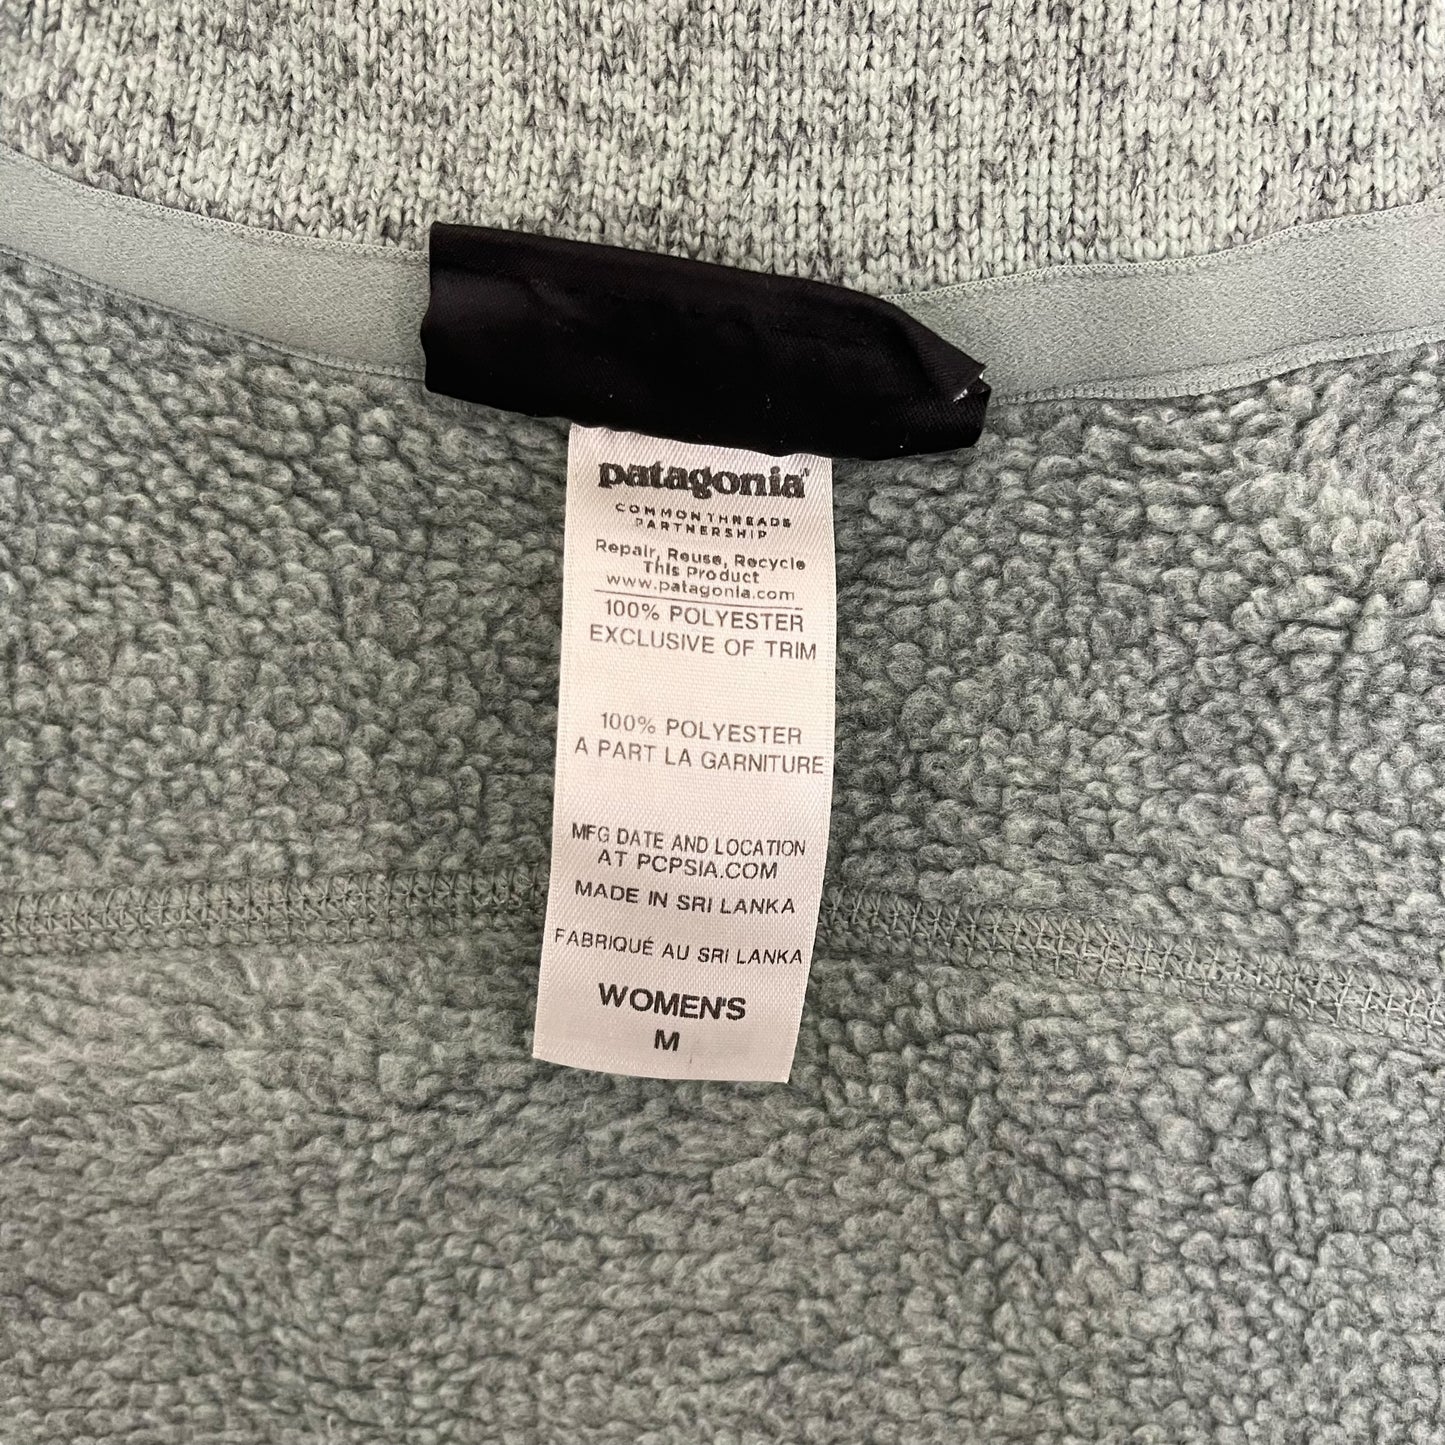 patagonia
COMMONTHREADS
PARTNERSHIP
Repair, Reuse, Recycle
This Product
www.patagonia.com
100% POLYESTER
EXCLUSIVE OF TRIM
100% POLYESTER
A PART LA GARNITURE
MFG DATE AND LOCATION
AT PCPSIA.COM
MADE IN SRI LANKA
FABRIQUÉ AU SRI LANKA
WOMEN'S
M